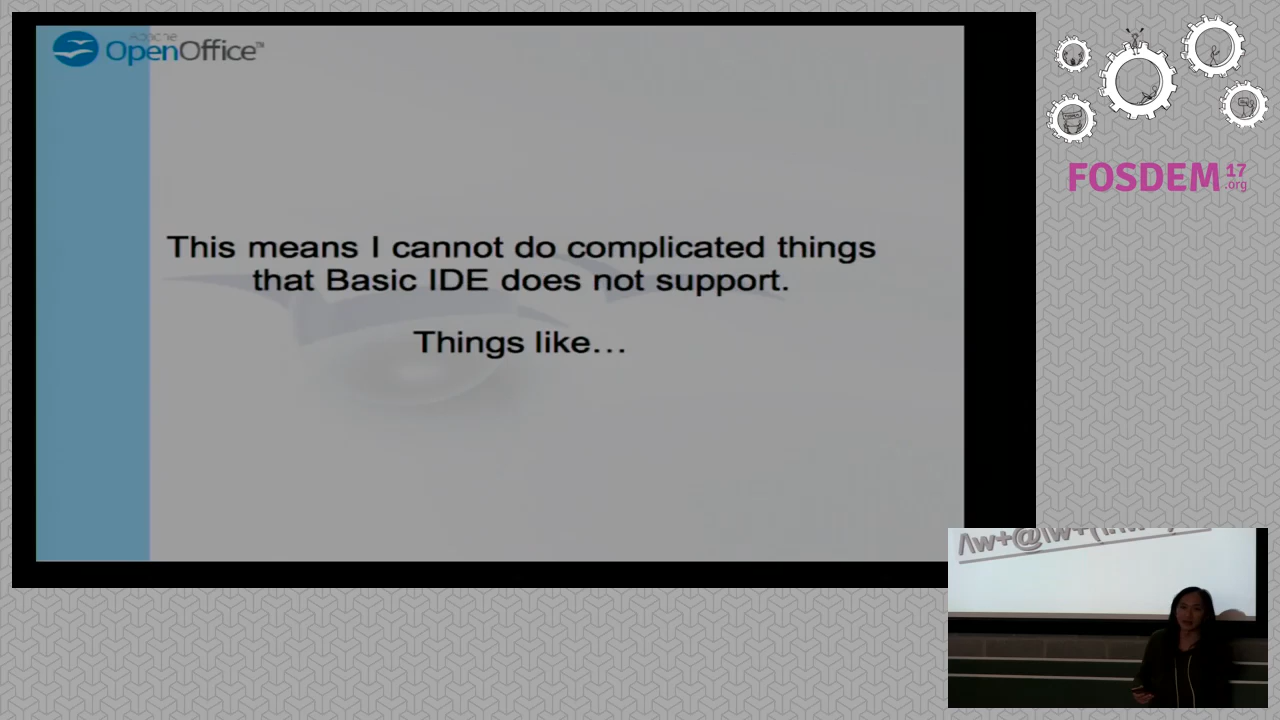 Apache
OpenOffice™
This means I cannot do complicated things
that Basic IDE does not support.
Things like…
FOSDEM 17
.org